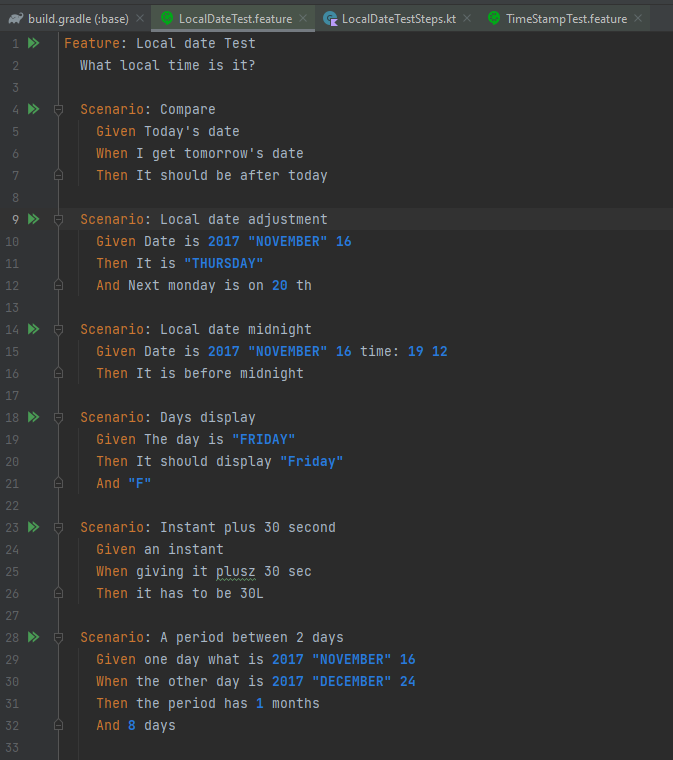 build.gradle (:base) LocalDateTest.feature LocalDateTestSteps.kt TimeStampTest.feature
1 Feature: Local date Test
2 What local time is it?
3
4 Scenario: Compare
5 Given Today's date
6 When I get tomorrow's date
7 Then It should be after today
8
9 Scenario: Local date adjustment
10 Given Date is 2017 "NOVEMBER" 16
11 Then It is "THURSDAY"
12 And Next monday is on 20 th
13
14 Scenario: Local date midnight
15 Given Date is 2017 "NOVEMBER" 16 time: 19 12
16 Then It is before midnight
17
18 Scenario: Days display
19 Given The day is "FRIDAY"
20 Then It should display "Friday"
21 And "F"
22
23 Scenario: Instant plus 30 second
24 Given an instant
25 When giving it plusz 30 sec
26 Then it has to be 30L
27
28 Scenario: A period between 2 days
29 Given one day what is 2017 "NOVEMBER" 16
30 When the other day is 2017 "DECEMBER" 24
31 Then the period has 1 months
32 And 8 days
33